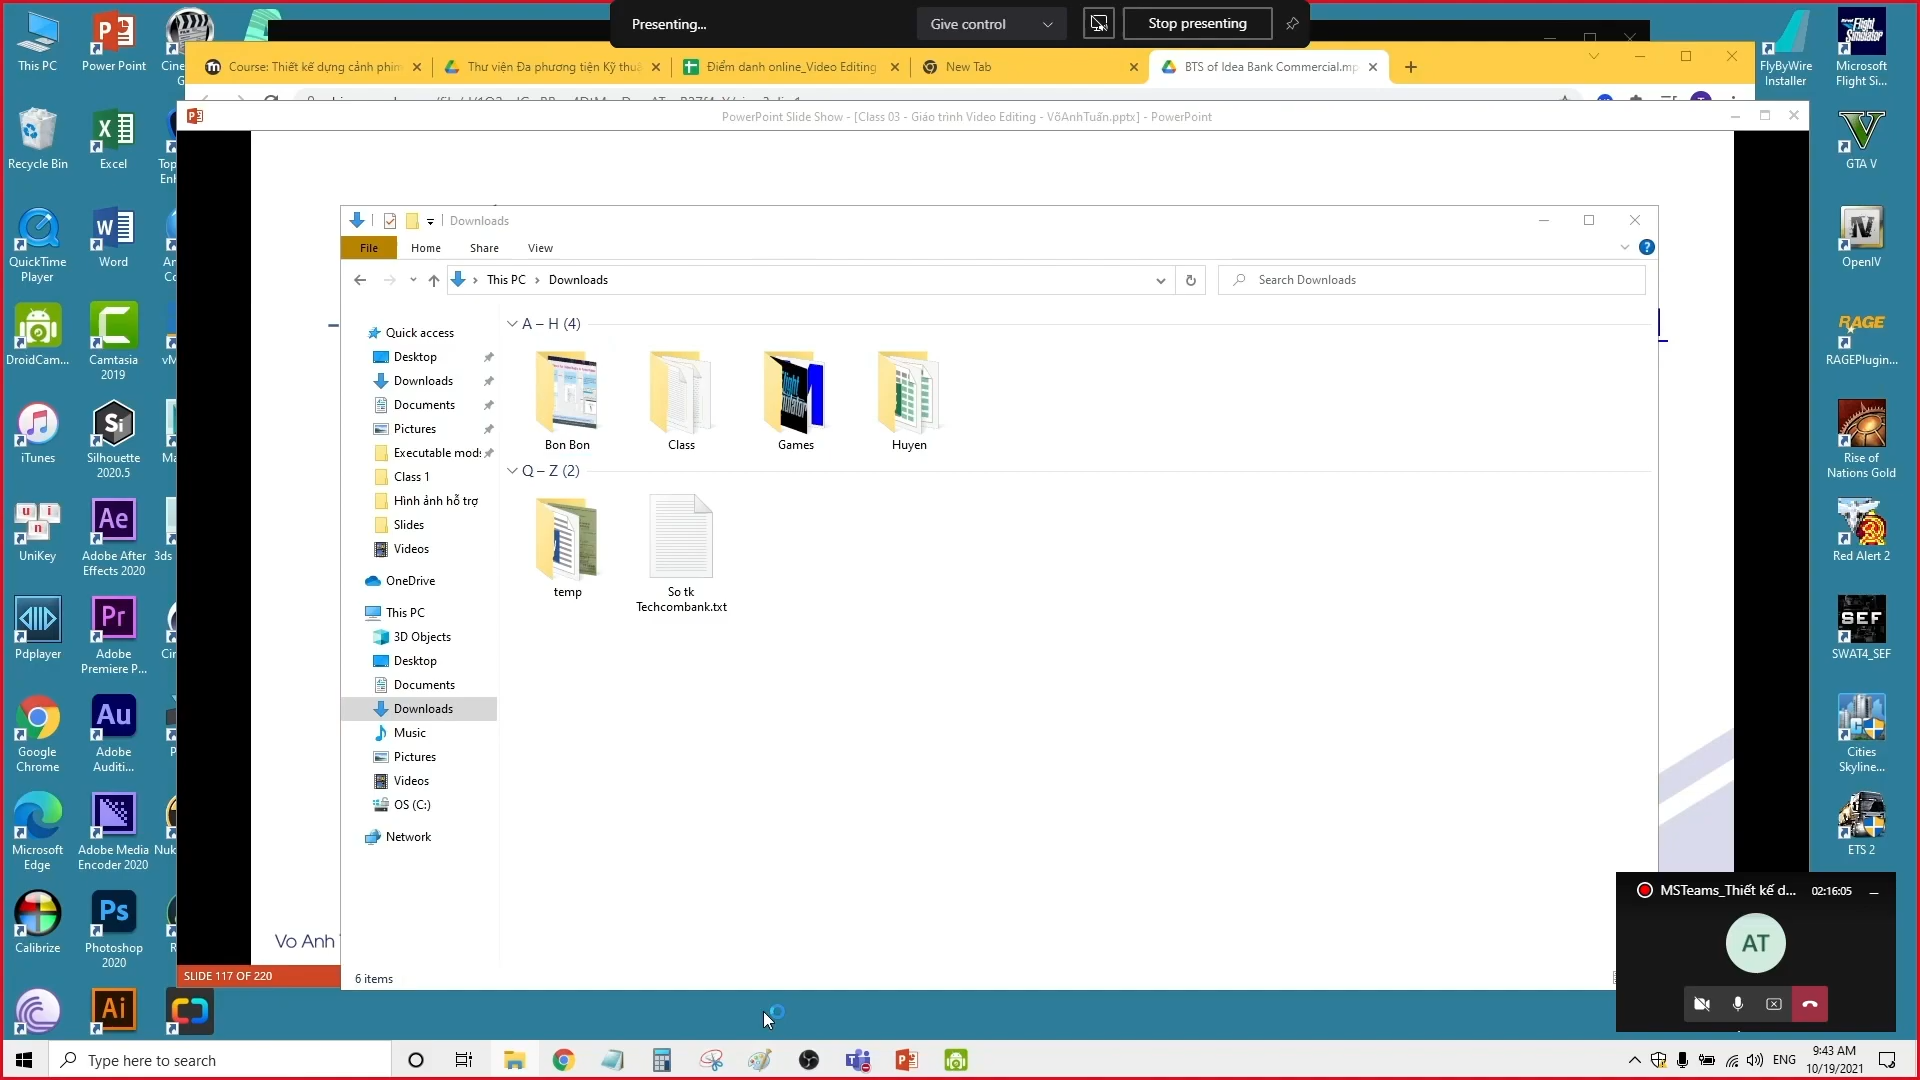 Presenting...
Give control
Stop presenting
This PC
Power Point
Course: Thiết kế dựng cảnh phim
Thư viện Đa phương tiện Kỹ thuậ
Điểm danh online_Video Editing
New Tab
BTS of Idea Bank Commercial.mp
FlyByWire
Installer
Microsoft
Flight Si...
PowerPoint Slide Show - [Class 03 - Giáo trình Video Editing - VõAnhTuấn.pptx] - PowerPoint
Recycle Bin
Excel
GTA V
Downloads
File
Home
Share
View
This PC
Downloads
Search Downloads
QuickTime
Player
Word
OpenIV
Quick access
Desktop
Downloads
Documents
Pictures
Executable mod
Class 1
Hình ảnh hỗ trợ
Slides
Videos
OneDrive
This PC
3D Objects
Desktop
Documents
Downloads
Music
Pictures
Videos
OS (C:)
Network
A – H (4)
Bon Bon
Class
Games
Huyen
Q – Z (2)
temp
So tk
Techcombank.txt
6 items
DroidCam...
Camtasia
2019
RAGE
RAGEPlugin...
iTunes
Silhouette
2020.5
Rise of
Nations Gold
UniKey
Adobe After
Effects 2020
3ds
Red Alert 2
Pdplayer
Adobe
Premiere P...
SEF
SWAT4_SEF
Google
Chrome
Adobe
Auditi...
Cities
Skyline...
Microsoft
Edge
Adobe Media
Encoder 2020
Nuk
ETS 2
Calibrize
Photoshop
2020
Vo Anh
SLIDE 117 OF 220
MSTeams_Thiết kế d...
02:16:05
AT
Type here to search
ENG
9:43 AM
10/19/2021